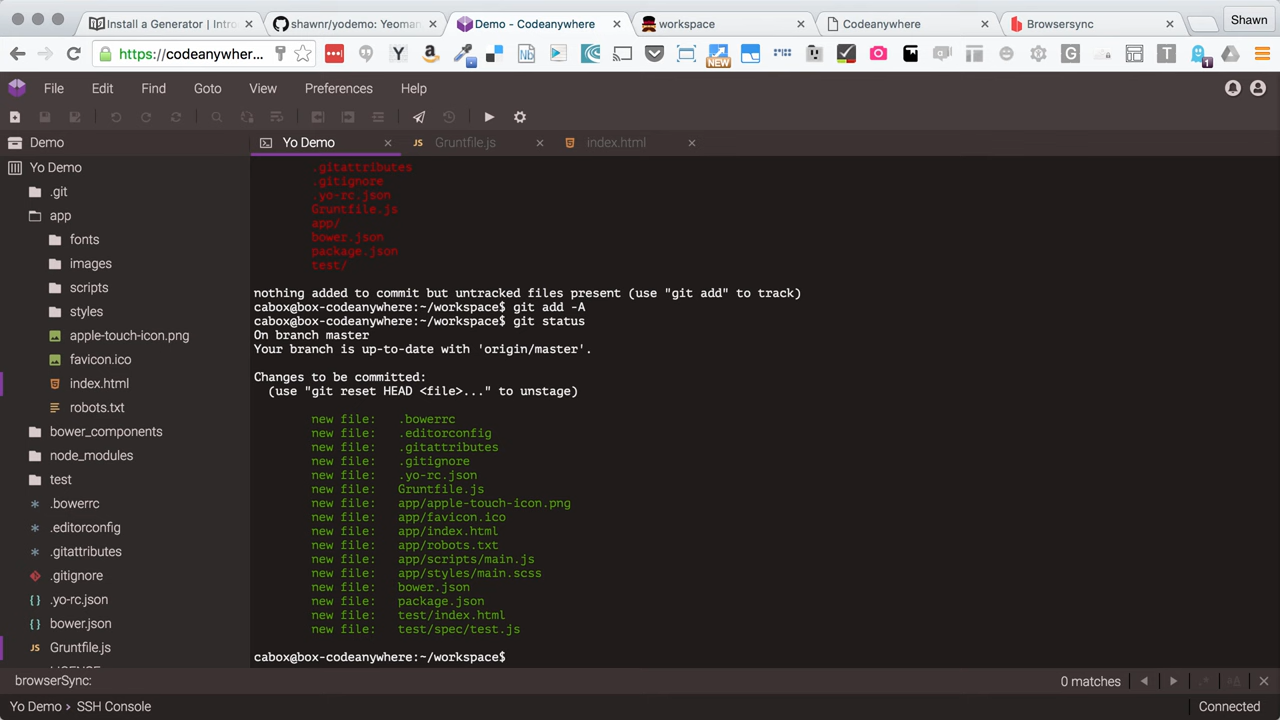 Install a Generator | Intro
shawnr/yodemo: Yeoman
Demo - Codeanywhere
workspace
Codeanywhere
Browsersync
Shawn
https://codeanywher...
NEW
1
File Edit Find Goto View Preferences Help
Demo
Yo Demo
Gruntfile.js
index.html
Yo Demo
.git
app
fonts
images
scripts
styles
apple-touch-icon.png
favicon.ico
index.html
robots.txt
bower_components
node_modules
test
.bowerrc
.editorconfig
.gitattributes
.gitignore
.yo-rc.json
bower.json
JS Gruntfile.js
LICENSE
.gitattributes
.gitignore
.yo-rc.json
Gruntfile.js
app/
bower.json
package.json
test/
nothing added to commit but untracked files present (use "git add" to track)
cabox@box-codeanywhere:~/workspace$ git add -A
cabox@box-codeanywhere:~/workspace$ git status
On branch master
Your branch is up-to-date with 'origin/master'.
Changes to be committed:
(use "git reset HEAD <file>..." to unstage)
new file: .bowerrc
new file: .editorconfig
new file: .gitattributes
new file: .gitignore
new file: .yo-rc.json
new file: Gruntfile.js
new file: app/apple-touch-icon.png
new file: app/favicon.ico
new file: app/index.html
new file: app/robots.txt
new file: app/scripts/main.js
new file: app/styles/main.scss
new file: bower.json
new file: package.json
new file: test/index.html
new file: test/spec/test.js
cabox@box-codeanywhere:~/workspace$
browserSync:
0 matches
Yo Demo › SSH Console
Connected